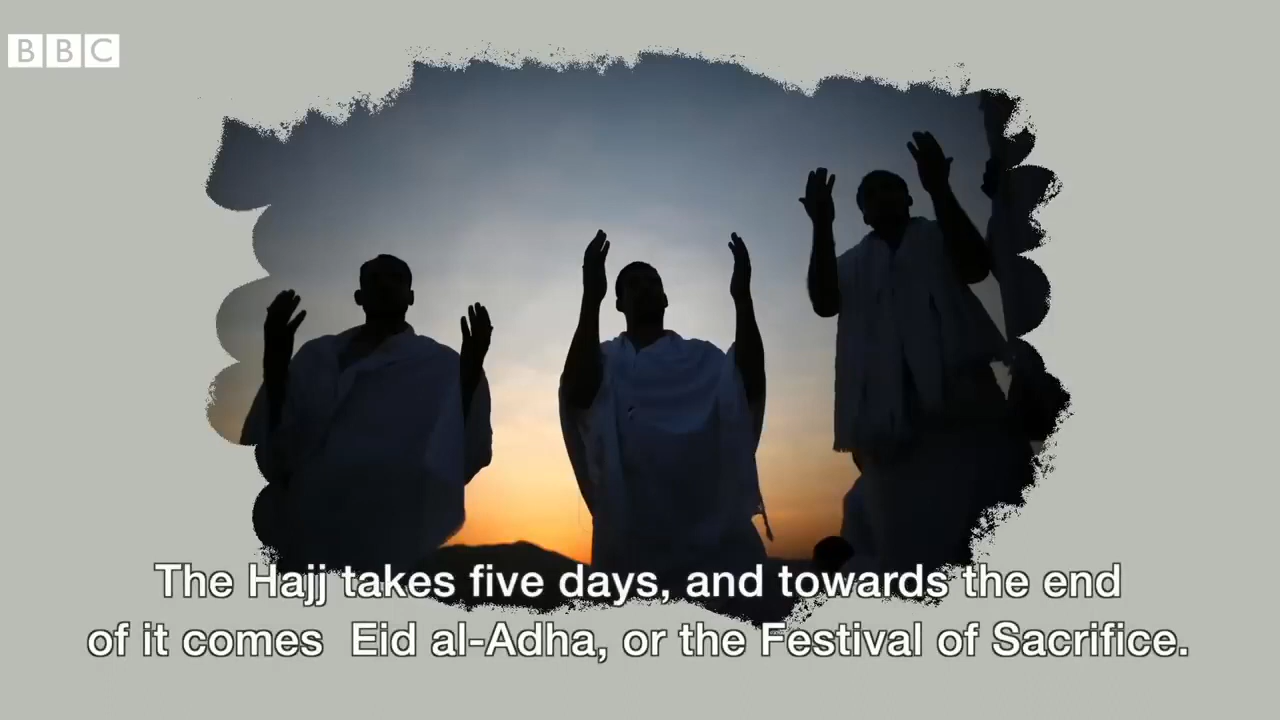 BBC
The Hajj takes five days, and towards the end
of it comes  Eid al-Adha, or the Festival of Sacrifice.